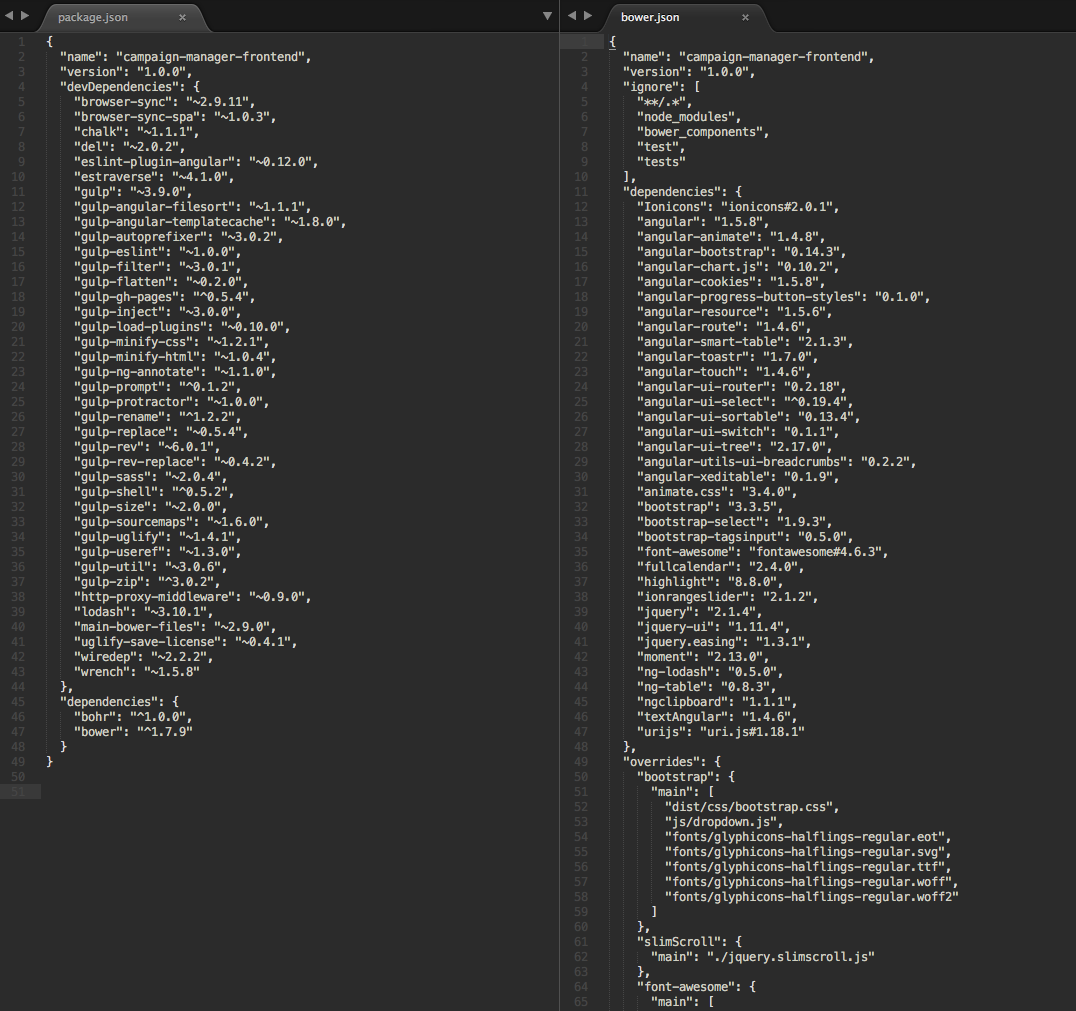 package.json ×
1 {
2 "name": "campaign-manager-frontend",
3 "version": "1.0.0",
4 "devDependencies": {
5 "browser-sync": "~2.9.11",
6 "browser-sync-spa": "~1.0.3",
7 "chalk": "~1.1.1",
8 "del": "~2.0.2",
9 "eslint-plugin-angular": "~0.12.0",
10 "estraverse": "~4.1.0",
11 "gulp": "~3.9.0",
12 "gulp-angular-filesort": "~1.1.1",
13 "gulp-angular-templatecache": "~1.8.0",
14 "gulp-autoprefixer": "~3.0.2",
15 "gulp-eslint": "~1.0.0",
16 "gulp-filter": "~3.0.1",
17 "gulp-flatten": "~0.2.0",
18 "gulp-gh-pages": "^0.5.4",
19 "gulp-inject": "~3.0.0",
20 "gulp-load-plugins": "~0.10.0",
21 "gulp-minify-css": "~1.2.1",
22 "gulp-minify-html": "~1.0.4",
23 "gulp-ng-annotate": "~1.1.0",
24 "gulp-prompt": "^0.1.2",
25 "gulp-protractor": "~1.0.0",
26 "gulp-rename": "^1.2.2",
27 "gulp-replace": "~0.5.4",
28 "gulp-rev": "~6.0.1",
29 "gulp-rev-replace": "~0.4.2",
30 "gulp-sass": "~2.0.4",
31 "gulp-shell": "^0.5.2",
32 "gulp-size": "~2.0.0",
33 "gulp-sourcemaps": "~1.6.0",
34 "gulp-uglify": "~1.4.1",
35 "gulp-useref": "~1.3.0",
36 "gulp-util": "~3.0.6",
37 "gulp-zip": "^3.0.2",
38 "http-proxy-middleware": "~0.9.0",
39 "lodash": "~3.10.1",
40 "main-bower-files": "~2.9.0",
41 "uglify-save-license": "~0.4.1",
42 "wiredep": "~2.2.2",
43 "wrench": "~1.5.8"
44 },
45 "dependencies": {
46 "bohr": "^1.0.0",
47 "bower": "^1.7.9"
48 }
49 }
50
51
bower.json ×
1 {
2 "name": "campaign-manager-frontend",
3 "version": "1.0.0",
4 "ignore": [
5 "**/.*",
6 "node_modules",
7 "bower_components",
8 "test",
9 "tests"
10 ],
11 "dependencies": {
12 "Ionicons": "ionicons#2.0.1",
13 "angular": "1.5.8",
14 "angular-animate": "1.4.8",
15 "angular-bootstrap": "0.14.3",
16 "angular-chart.js": "0.10.2",
17 "angular-cookies": "1.5.8",
18 "angular-progress-button-styles": "0.1.0",
19 "angular-resource": "1.5.6",
20 "angular-route": "1.4.6",
21 "angular-smart-table": "2.1.3",
22 "angular-toastr": "1.7.0",
23 "angular-touch": "1.4.6",
24 "angular-ui-router": "0.2.18",
25 "angular-ui-select": "^0.19.4",
26 "angular-ui-sortable": "0.13.4",
27 "angular-ui-switch": "0.1.1",
28 "angular-ui-tree": "2.17.0",
29 "angular-utils-ui-breadcrumbs": "0.2.2",
30 "angular-xeditable": "0.1.9",
31 "animate.css": "3.4.0",
32 "bootstrap": "3.3.5",
33 "bootstrap-select": "1.9.3",
34 "bootstrap-tagsinput": "0.5.0",
35 "font-awesome": "fontawesome#4.6.3",
36 "fullcalendar": "2.4.0",
37 "highlight": "8.8.0",
38 "ionrangeslider": "2.1.2",
39 "jquery": "2.1.4",
40 "jquery-ui": "1.11.4",
41 "jquery.easing": "1.3.1",
42 "moment": "2.13.0",
43 "ng-lodash": "0.5.0",
44 "ng-table": "0.8.3",
45 "ngclipboard": "1.1.1",
46 "textAngular": "1.4.6",
47 "urijs": "uri.js#1.18.1"
48 },
49 "overrides": {
50 "bootstrap": {
51 "main": [
52 "dist/css/bootstrap.css",
53 "js/dropdown.js",
54 "fonts/glyphicons-halflings-regular.eot",
55 "fonts/glyphicons-halflings-regular.svg",
56 "fonts/glyphicons-halflings-regular.ttf",
57 "fonts/glyphicons-halflings-regular.woff",
58 "fonts/glyphicons-halflings-regular.woff2"
59 ]
60 },
61 "slimScroll": {
62 "main": "./jquery.slimscroll.js"
63 },
64 "font-awesome": {
65 "main": [